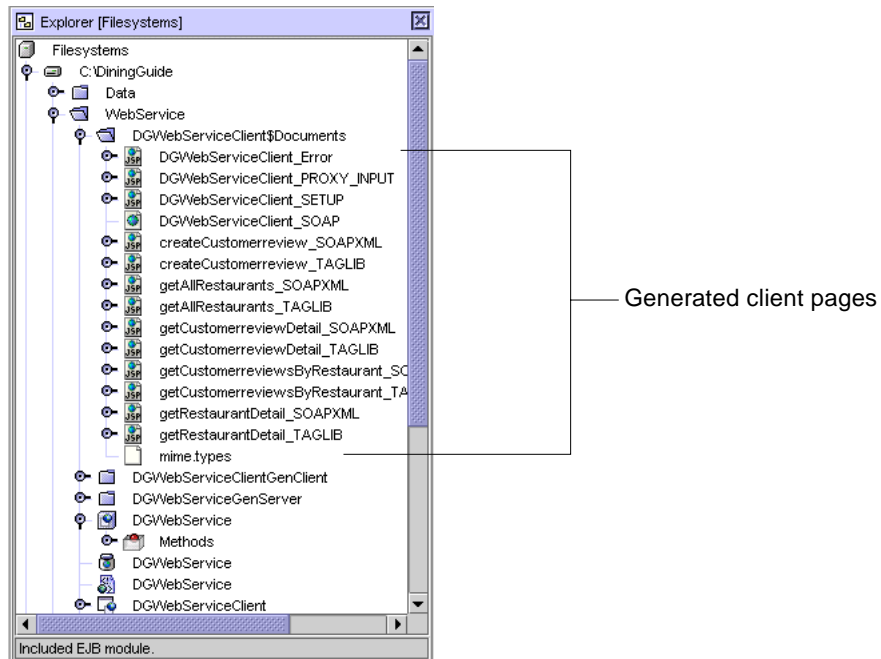 Explorer [Filesystems]
Filesystems
C:\DiningGuide
Data
WebService
DGWebServiceClient$Documents
DGWebServiceClient_Error
DGWebServiceClient_PROXY_INPUT
DGWebServiceClient_SETUP
DGWebServiceClient_SOAP
createCustomerreview_SOAPXML
createCustomerreview_TAGLIB
getAllRestaurants_SOAPXML
getAllRestaurants_TAGLIB
getCustomerreviewDetail_SOAPXML
getCustomerreviewDetail_TAGLIB
getCustomerreviewsByRestaurant_SO
getCustomerreviewsByRestaurant_TA
getRestaurantDetail_SOAPXML
getRestaurantDetail_TAGLIB
mime.types
DGWebServiceClientGenClient
DGWebServiceGenServer
DGWebService
Methods
DGWebService
DGWebService
DGWebServiceClient
Included EJB module.
Generated client pages